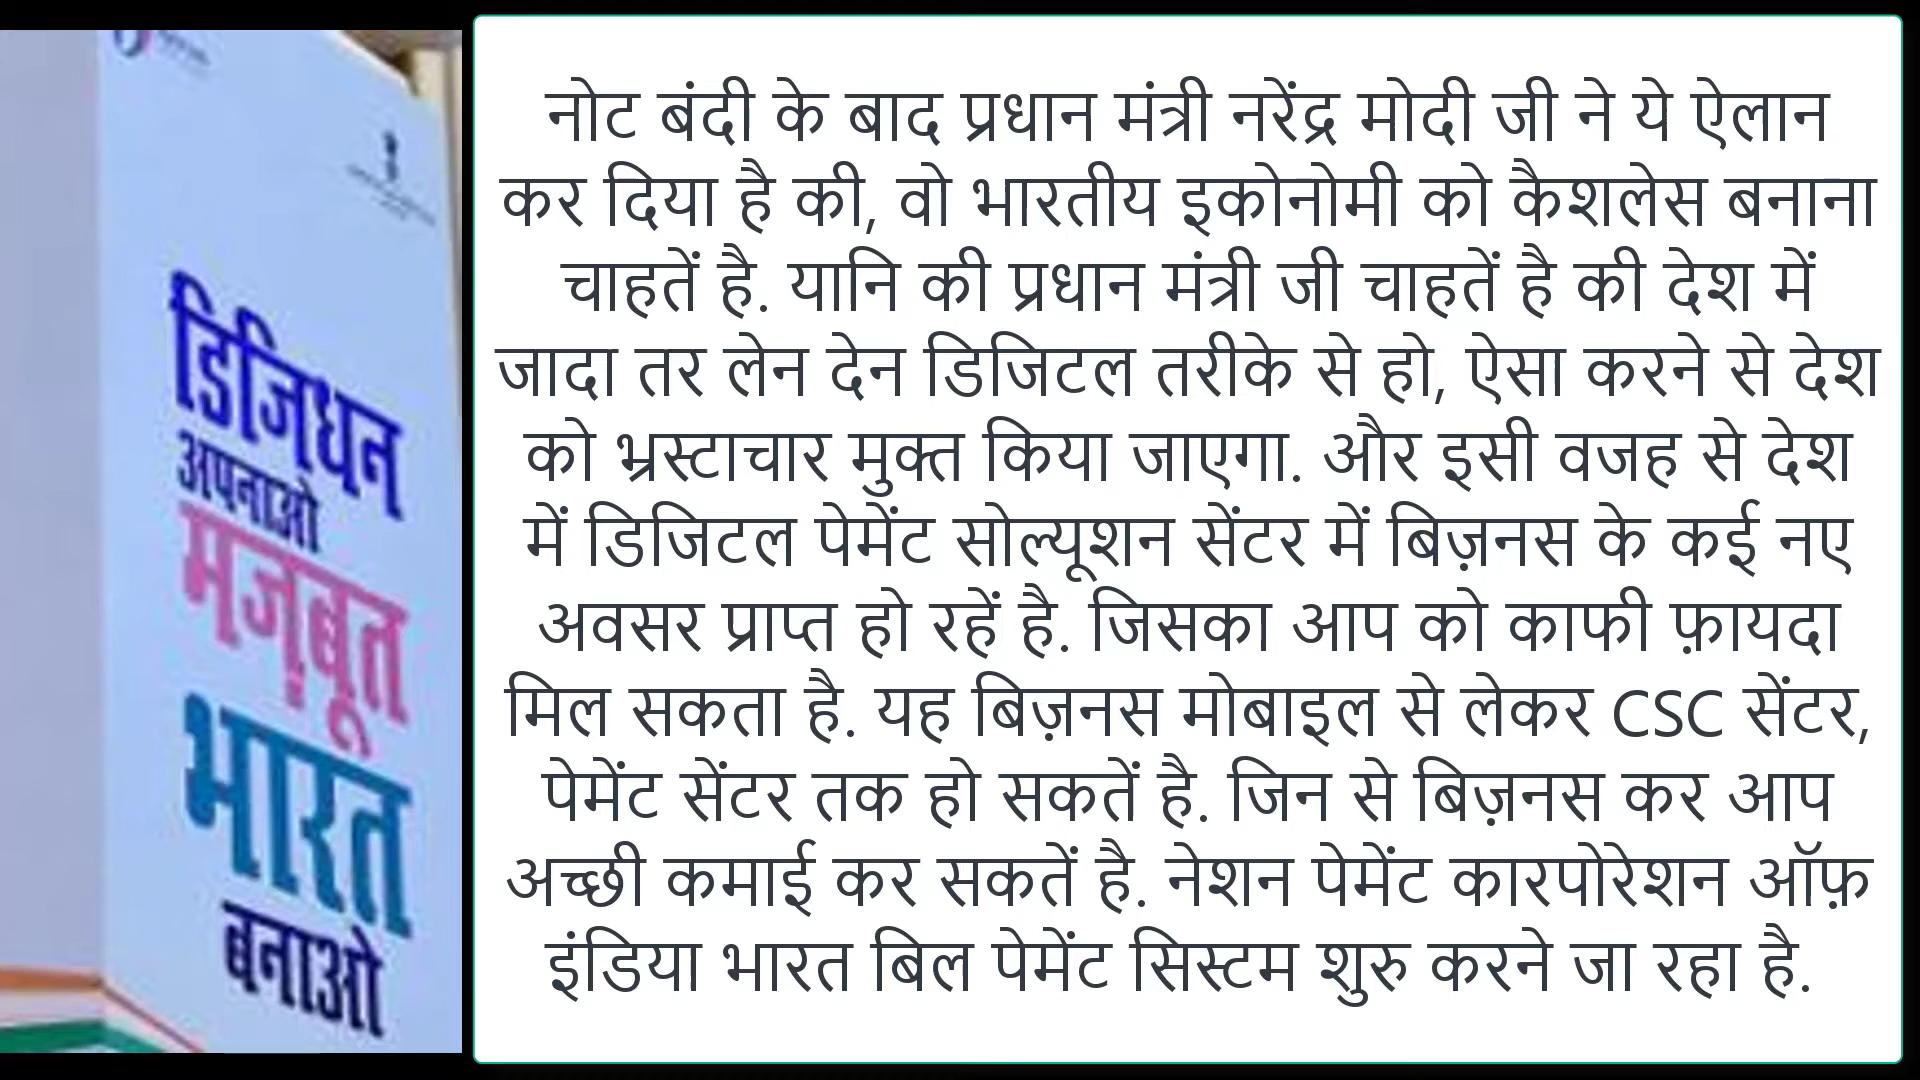 डिजिधन
अपनाओ
मज़बूत
भारत
बनाओ
नोट बंदी के बाद प्रधान मंत्री नरेंद्र मोदी जी ने ये ऐलान
कर दिया है की, वो भारतीय इकोनोमी को कैशलेस बनाना
चाहतें है. यानि की प्रधान मंत्री जी चाहतें है की देश में
जादा तर लेन देन डिजिटल तरीके से हो, ऐसा करने से देश
को भ्रस्टाचार मुक्त किया जाएगा. और इसी वजह से देश
में डिजिटल पेमेंट सोल्यूशन सेंटर में बिज़नस के कई नए
अवसर प्राप्त हो रहें है. जिसका आप को काफी फ़ायदा
मिल सकता है. यह बिज़नस मोबाइल से लेकर CSC सेंटर,
पेमेंट सेंटर तक हो सकतें है. जिन से बिज़नस कर आप
अच्छी कमाई कर सकतें है. नेशन पेमेंट कारपोरेशन ऑफ़
इंडिया भारत बिल पेमेंट सिस्टम शुरु करने जा रहा है.